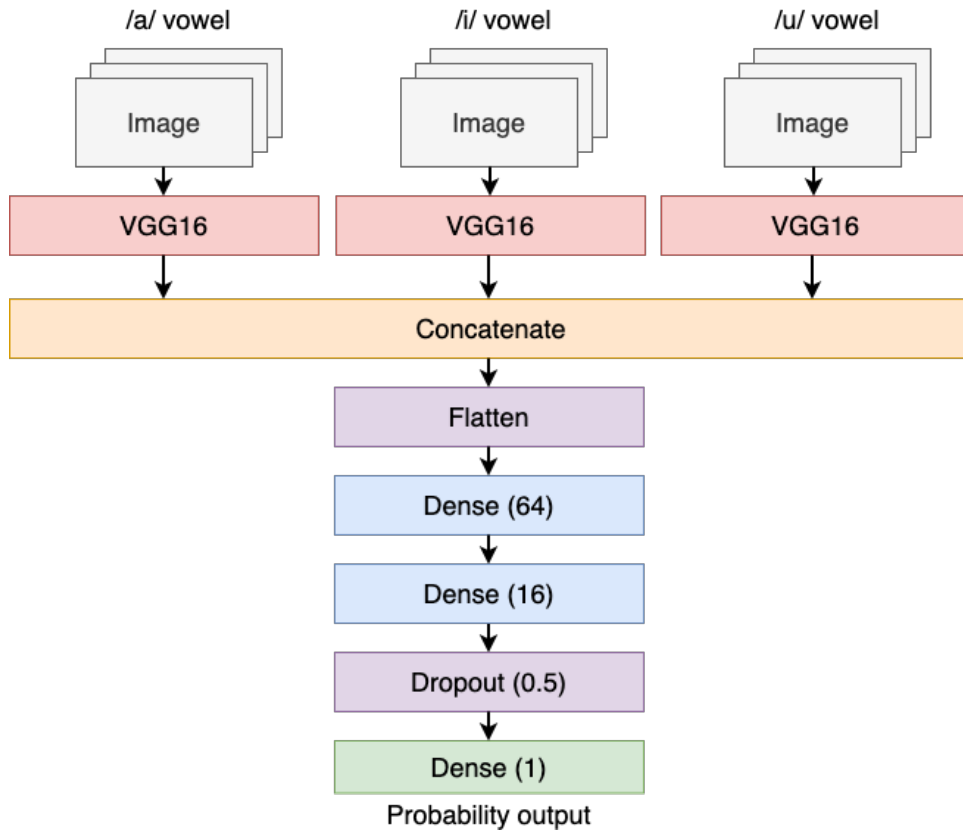 /a/ vowel
/i/ vowel
/u/ vowel
Image
Image
Image
VGG16
VGG16
VGG16
Concatenate
Flatten
Dense (64)
Dense (16)
Dropout (0.5)
Dense (1)
Probability output